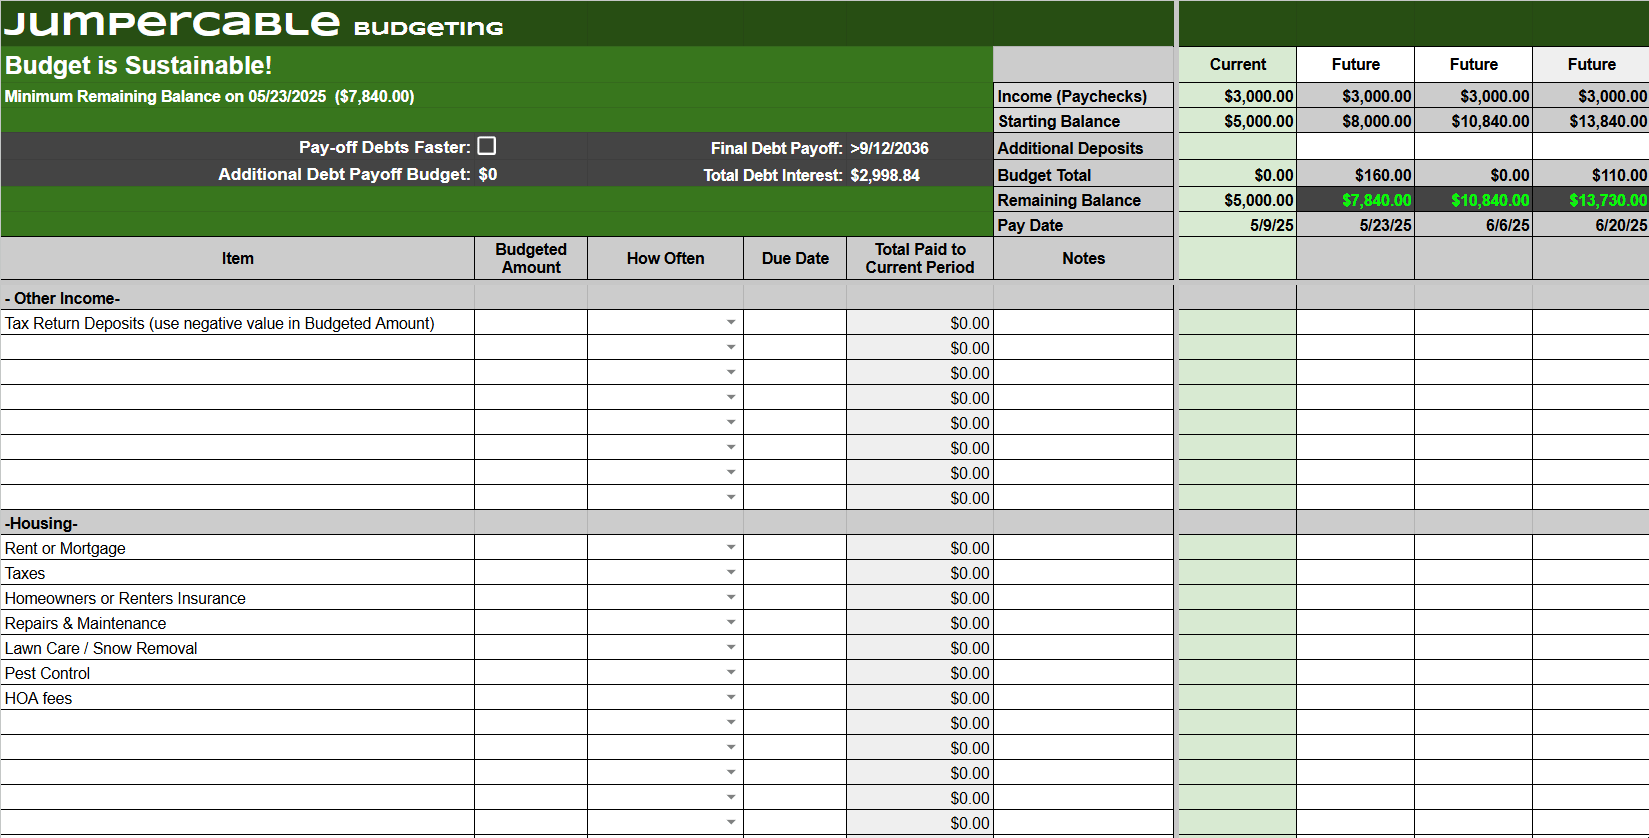 JUMPERCABLE BUDGETING
Budget is Sustainable!
Current Future Future Future
Minimum Remaining Balance on 05/23/2025 ($7,840.00)
Income (Paychecks) $3,000.00 $3,000.00 $3,000.00 $3,000.00
Starting Balance $5,000.00 $8,000.00 $10,840.00 $13,840.00
Pay-off Debts Faster: Final Debt Payoff: >9/12/2036 Additional Deposits
Additional Debt Payoff Budget: $0 Total Debt Interest: $2,998.84 Budget Total $0.00 $160.00 $0.00 $110.00
Remaining Balance $5,000.00 $7,840.00 $10,840.00 $13,730.00
Pay Date 5/9/25 5/23/25 6/6/25 6/20/25
Item Budgeted Amount How Often Due Date Total Paid to Current Period Notes
- Other Income-
Tax Return Deposits (use negative value in Budgeted Amount) $0.00
$0.00
$0.00
$0.00
$0.00
$0.00
$0.00
$0.00
-Housing-
Rent or Mortgage $0.00
Taxes $0.00
Homeowners or Renters Insurance $0.00
Repairs & Maintenance $0.00
Lawn Care / Snow Removal $0.00
Pest Control $0.00
HOA fees $0.00
$0.00
$0.00
$0.00
$0.00
$0.00